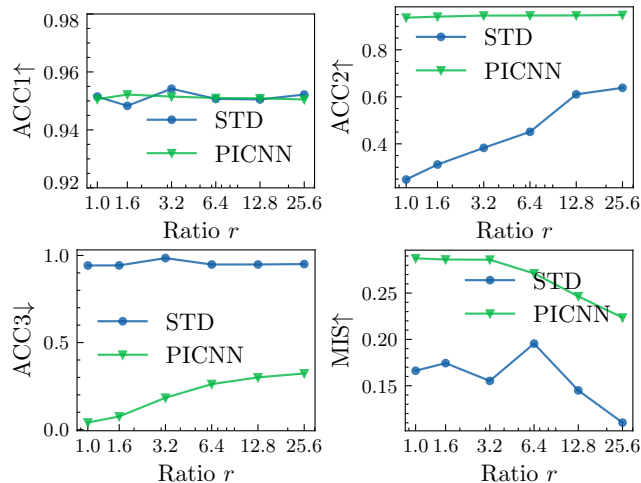 0.98
0.96
0.94
0.92
ACC1↑
STD
PICNN
1.0 1.6 3.2 6.4 12.8 25.6
Ratio r
0.8
0.6
0.4
ACC2↑
STD
PICNN
1.0 1.6 3.2 6.4 12.8 25.6
Ratio r
1.0
0.5
0.0
ACC3↓
STD
PICNN
1.0 1.6 3.2 6.4 12.8 25.6
Ratio r
0.25
0.20
0.15
MIS↑
STD
PICNN
1.0 1.6 3.2 6.4 12.8 25.6
Ratio r